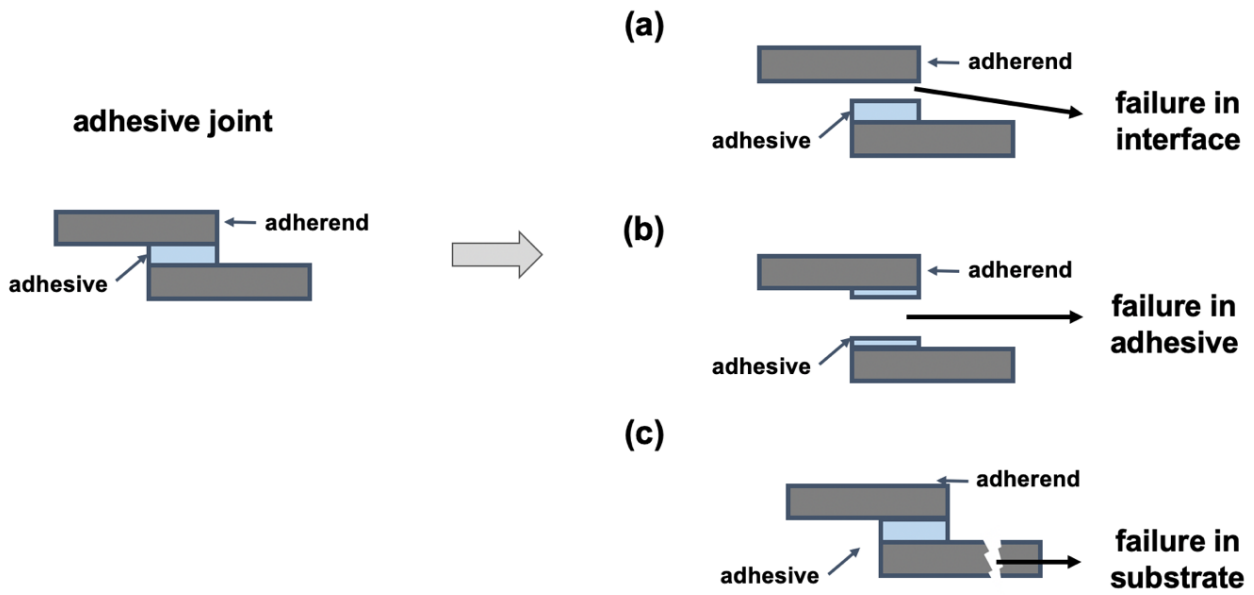 adhesive joint
adherend
adhesive
(a)
adherend
adhesive
failure in
interface
(b)
adherend
adhesive
failure in
adhesive
(c)
adherend
adhesive
failure in
substrate